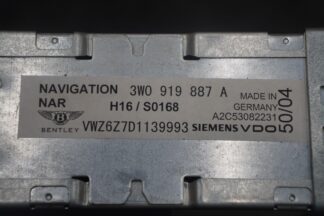 NAVIGATION 3W0 919 887 A
NAR H16 / S0168
MADE IN
GERMANY
A2C53082231
50/04
BENTLEY VWZ6Z7D1139993 SIEMENS VDO